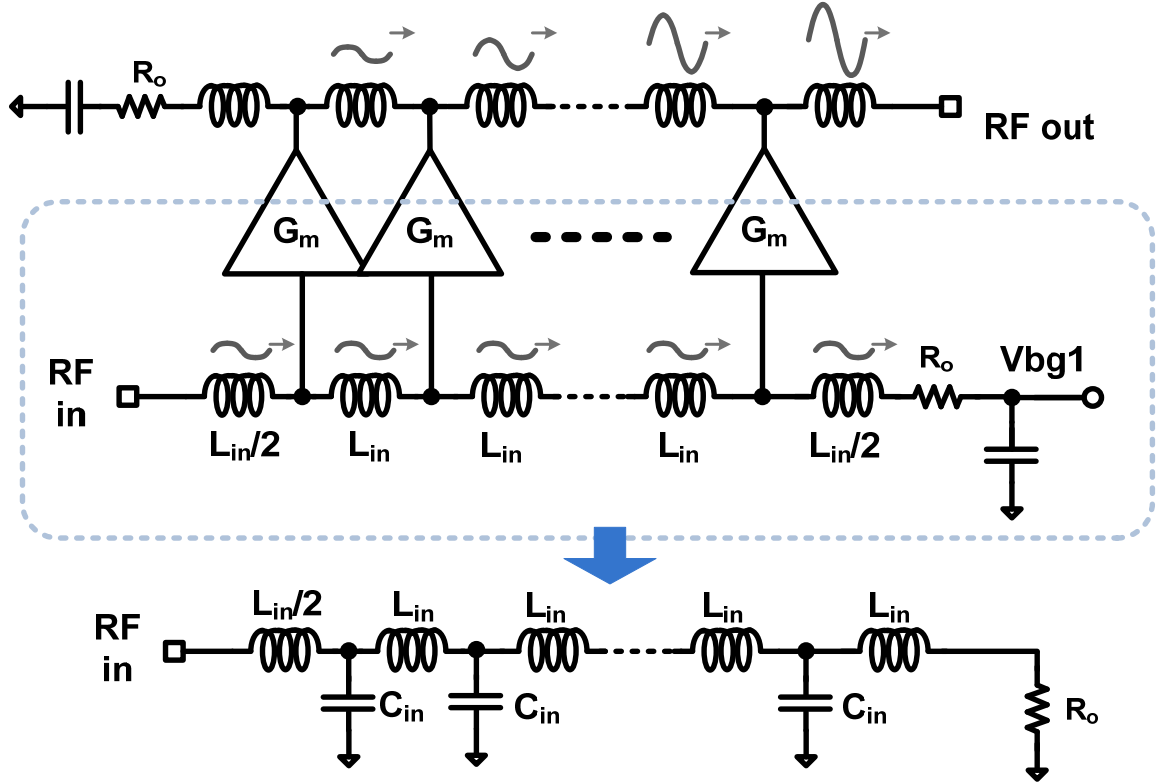 Ro
RF out
Gm Gm Gm
RF
in
Ro
Vbg1
Lin/2 Lin Lin Lin Lin/2
RF
in
Lin/2 Lin Lin Lin Lin
Cin Cin Cin
Ro